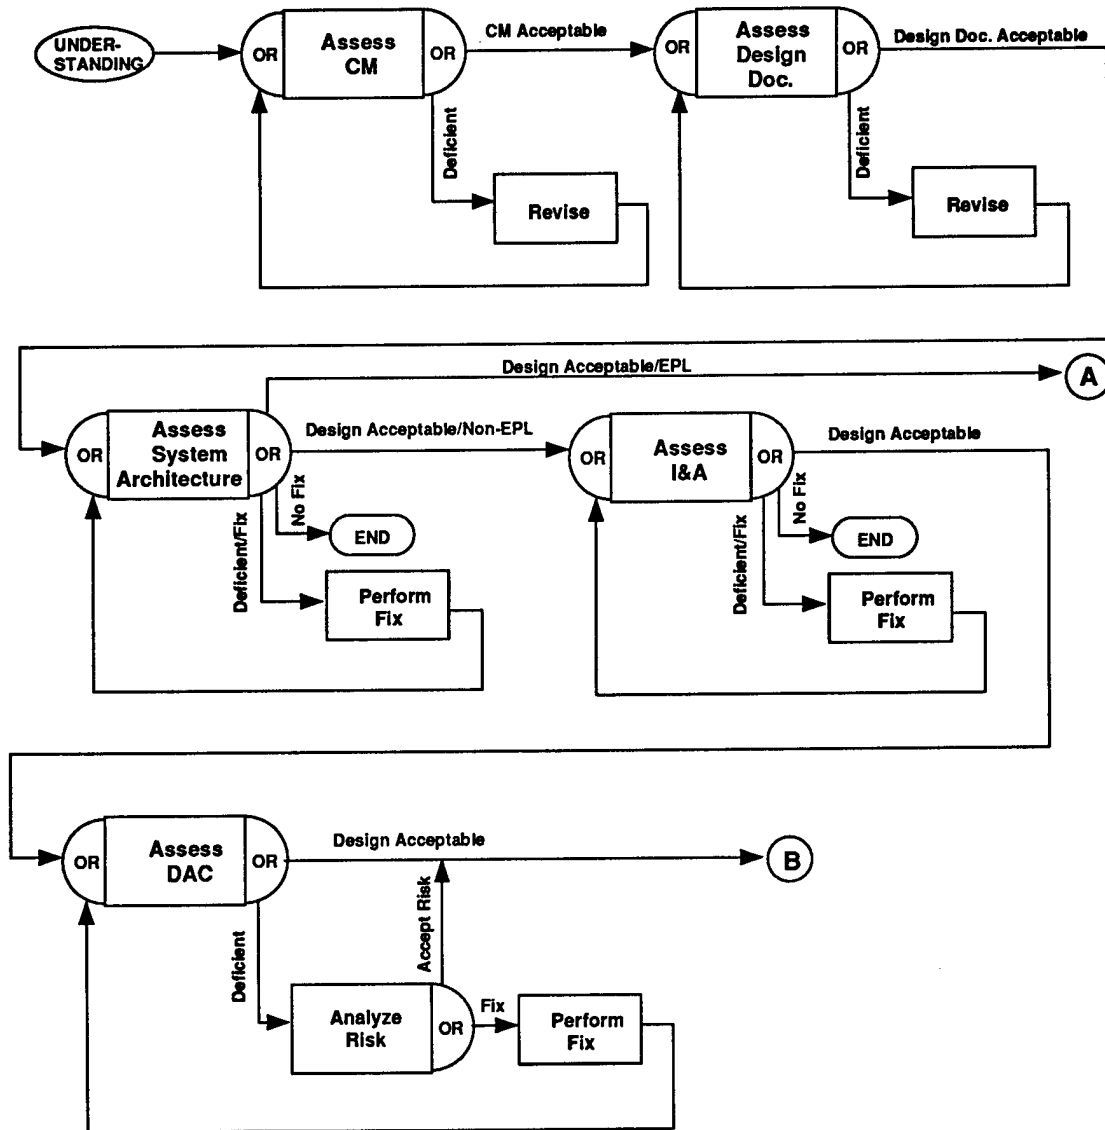 UNDER-
STANDING
OR
Assess
CM
OR
CM Acceptable
OR
Assess
Design
Doc.
OR
Design Doc. Acceptable
Deficient
Revise
Deficient
Revise
Design Acceptable/EPL
A
OR
Assess
System
Architecture
OR
Design Acceptable/Non-EPL
OR
Assess
I&A
OR
Design Acceptable
No Fix
END
Deficient/Fix
Perform
Fix
No Fix
END
Deficient/Fix
Perform
Fix
OR
Assess
DAC
OR
Design Acceptable
B
Accept Risk
Deficient
Analyze
Risk
OR
Fix
Perform
Fix